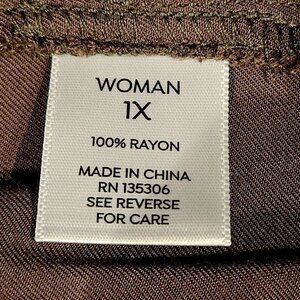 WOMAN
1X
100% RAYON
MADE IN CHINA
RN 135306
SEE REVERSE
FOR CARE